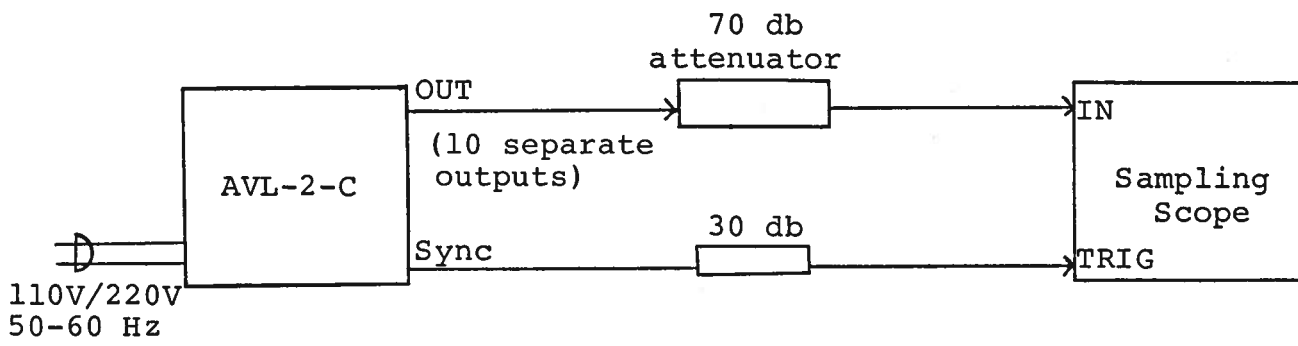 70 db
attenuator
OUT
IN
(10 separate
outputs)
AVL-2-C
Sampling
Scope
30 db
Sync
TRIG
110V/220V
50-60 Hz